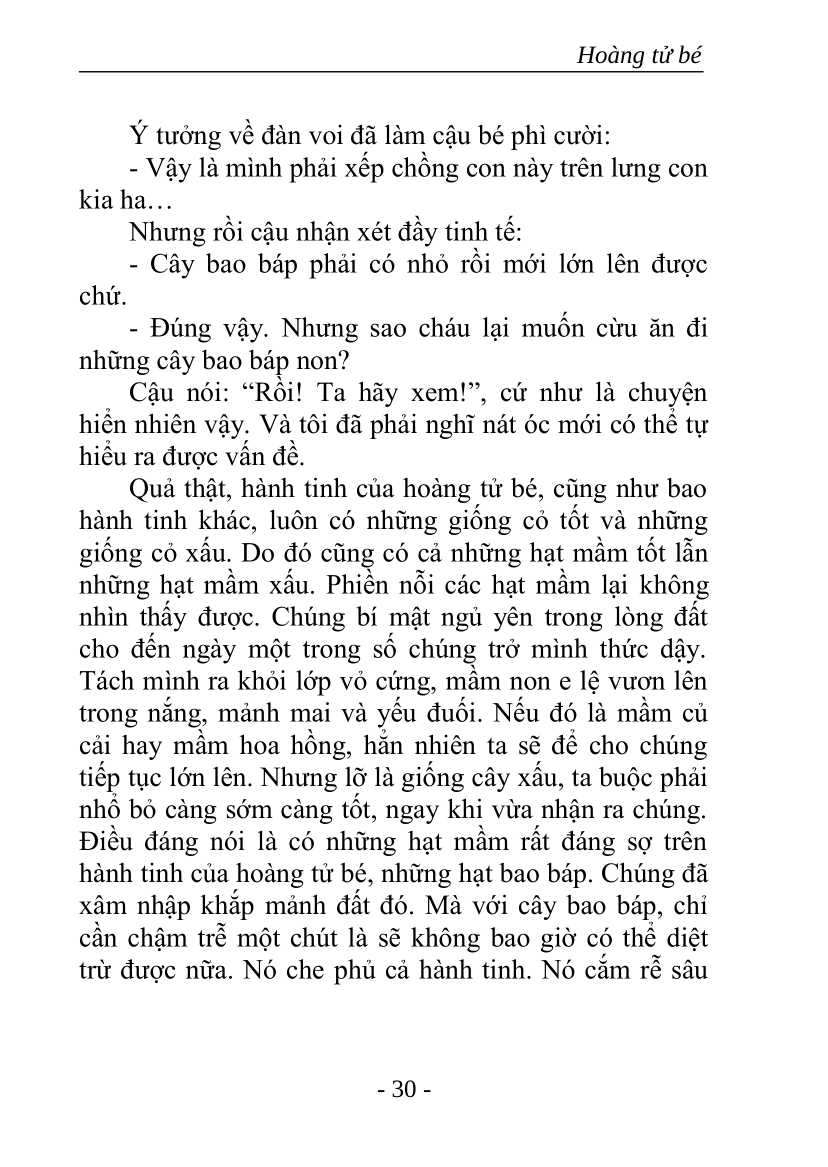 Hoàng tử bé
Ý tưởng về đàn voi đã làm cậu bé phì cười:
- Vậy là mình phải xếp chồng con này trên lưng con
kia ha…
Nhưng rồi cậu nhận xét đầy tinh tế:
- Cây bao báp phải có nhỏ rồi mới lớn lên được
chứ.
- Đúng vậy. Nhưng sao cháu lại muốn cừu ăn đi
những cây bao báp non?
Cậu nói: “Rồi! Ta hãy xem!”, cứ như là chuyện
hiển nhiên vậy. Và tôi đã phải nghĩ nát óc mới có thể tự
hiểu ra được vấn đề.
Quả thật, hành tinh của hoàng tử bé, cũng như bao
hành tinh khác, luôn có những giống cỏ tốt và những
giống cỏ xấu. Do đó cũng có cả những hạt mầm tốt lẫn
những hạt mầm xấu. Phiền nỗi các hạt mầm lại không
nhìn thấy được. Chúng bí mật ngủ yên trong lòng đất
cho đến ngày một trong số chúng trở mình thức dậy.
Tách mình ra khỏi lớp vỏ cứng, mầm non e lệ vươn lên
trong nắng, mảnh mai và yếu đuối. Nếu đó là mầm củ
cải hay mầm hoa hồng, hẳn nhiên ta sẽ để cho chúng
tiếp tục lớn lên. Nhưng lỡ là giống cây xấu, ta buộc phải
nhổ bỏ càng sớm càng tốt, ngay khi vừa nhận ra chúng.
Điều đáng nói là có những hạt mầm rất đáng sợ trên
hành tinh của hoàng tử bé, những hạt bao báp. Chúng đã
xâm nhập khắp mảnh đất đó. Mà với cây bao báp, chỉ
cần chậm trễ một chút là sẽ không bao giờ có thể diệt
trừ được nữa. Nó che phủ cả hành tinh. Nó cắm rễ sâu
- 30 -